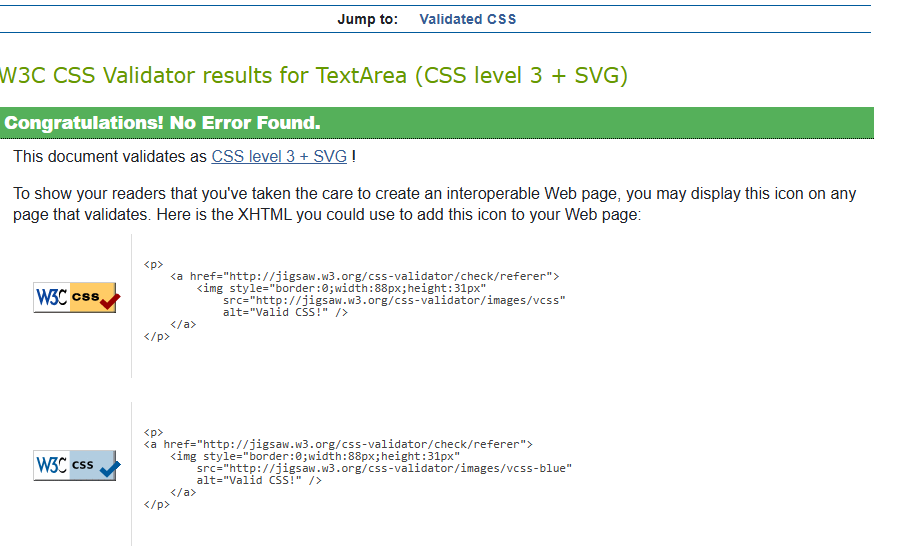 Jump to: Validated CSS
W3C CSS Validator results for TextArea (CSS level 3 + SVG)
Congratulations! No Error Found.
This document validates as CSS level 3 + SVG !
To show your readers that you've taken the care to create an interoperable Web page, you may display this icon on any
page that validates. Here is the XHTML you could use to add this icon to your Web page:
W3C css
<p>
<a href="http://jigsaw.w3.org/css-validator/check/referer">
<img style="border:0;width:88px;height:31px"
src="http://jigsaw.w3.org/css-validator/images/vcss"
alt="Valid CSS!" />
</a>
</p>
W3C css
<p>
<a href="http://jigsaw.w3.org/css-validator/check/referer">
<img style="border:0;width:88px;height:31px"
src="http://jigsaw.w3.org/css-validator/images/vcss-blue"
alt="Valid CSS!" />
</a>
</p>